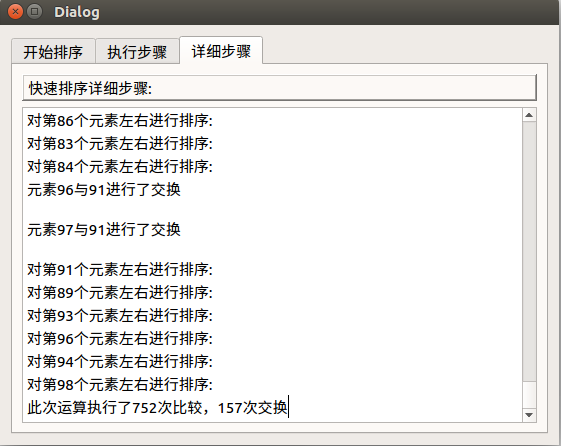 Dialog
开始排序 执行步骤 详细步骤
快速排序详细步骤:
对第86个元素左右进行排序:
对第83个元素左右进行排序:
对第84个元素左右进行排序:
元素96与91进行了交换
元素97与91进行了交换
对第91个元素左右进行排序:
对第89个元素左右进行排序:
对第93个元素左右进行排序:
对第96个元素左右进行排序:
对第94个元素左右进行排序:
对第98个元素左右进行排序:
此次运算执行了752次比较，157次交换